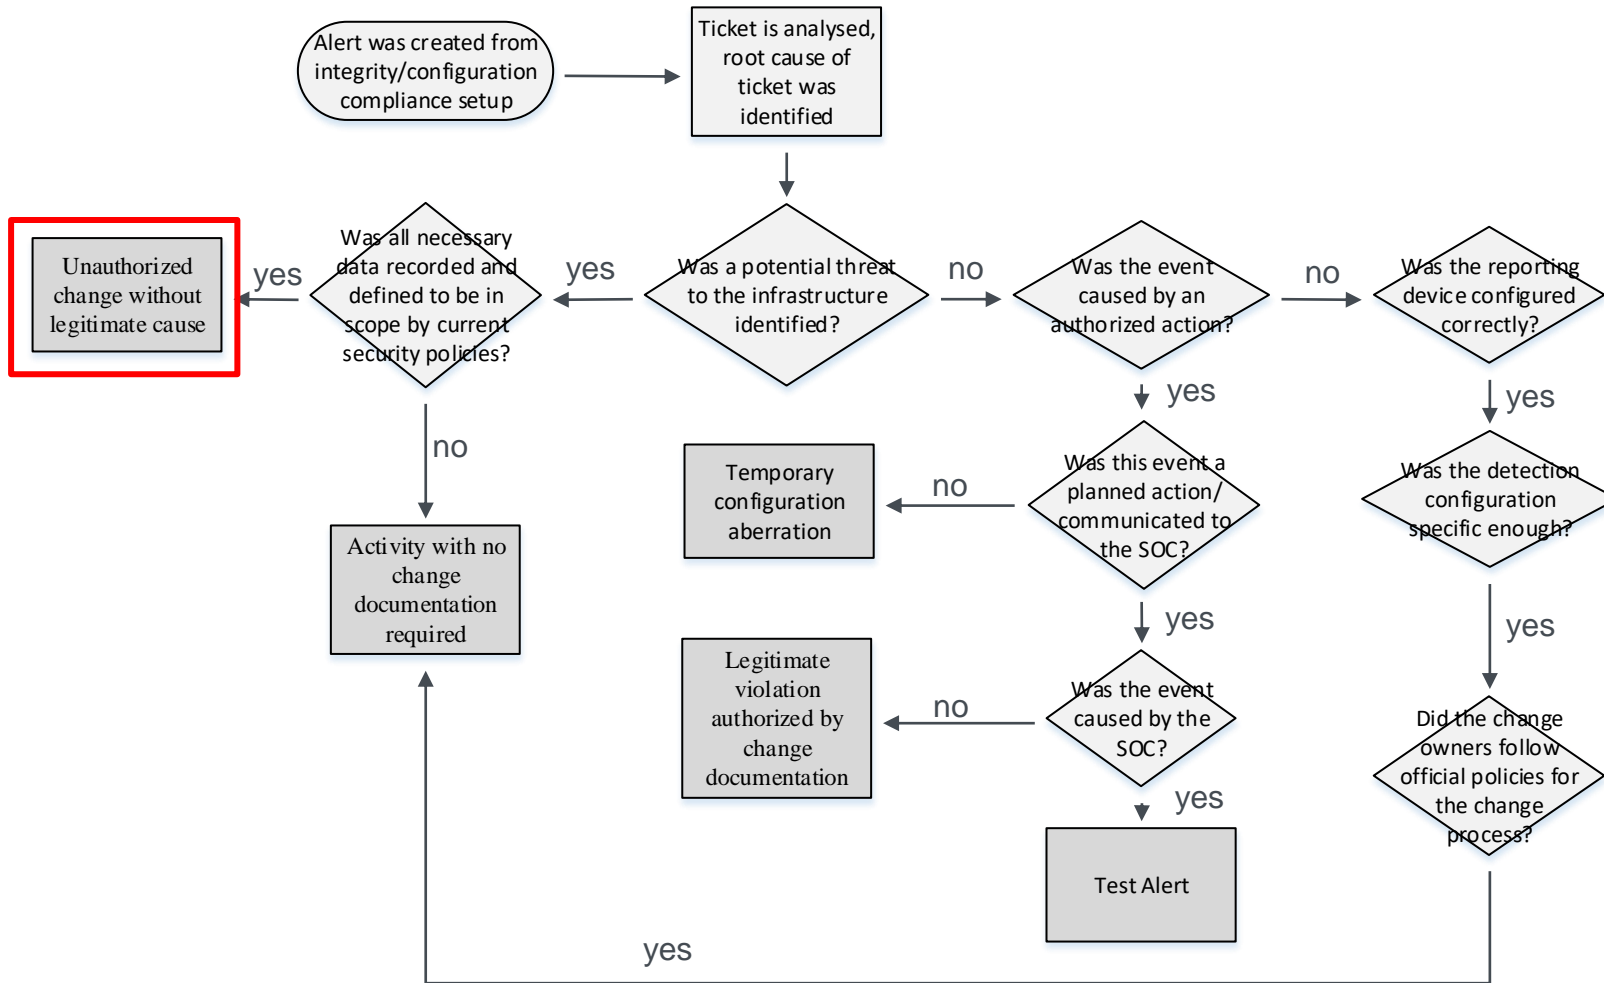 Alert was created from
integrity/configuration
compliance setup
Ticket is analysed,
root cause of
ticket was
identified
Unauthorized
change without
legitimate cause
yes
Was all necessary
data recorded and
defined to be in
scope by current
security policies?
yes
Was a potential threat
to the infrastructure
identified?
no
Was the event
caused by an
authorized action?
no
Was the reporting
device configured
correctly?
no
yes
yes
Temporary
configuration
aberration
no
Was this event a
planned action/
communicated to
the SOC?
Was the detection
configuration
specific enough?
Activity with no
change
documentation
required
yes
yes
Legitimate
violation
authorized by
change
documentation
no
Was the event
caused by the
SOC?
Did the change
owners follow
official policies for
the change
process?
yes
Test Alert
yes